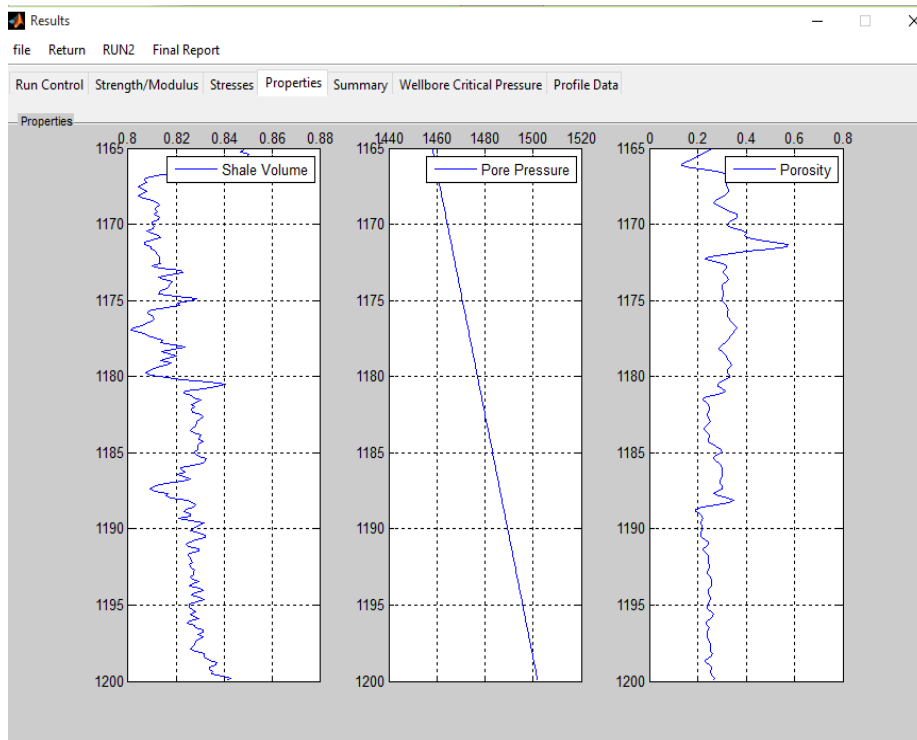 Results
file Return RUN2 Final Report
Run Control Strength/Modulus Stresses Properties Summary Wellbore Critical Pressure Profile Data
Properties
0.8 0.82 0.84 0.86 0.88
1165
Shale Volume
1170
1175
1180
1185
1190
1195
1200
1440 1460 1480 1500 1520
1165
Pore Pressure
1170
1175
1180
1185
1190
1195
1200
0 0.2 0.4 0.6 0.8
1165
Porosity
1170
1175
1180
1185
1190
1195
1200